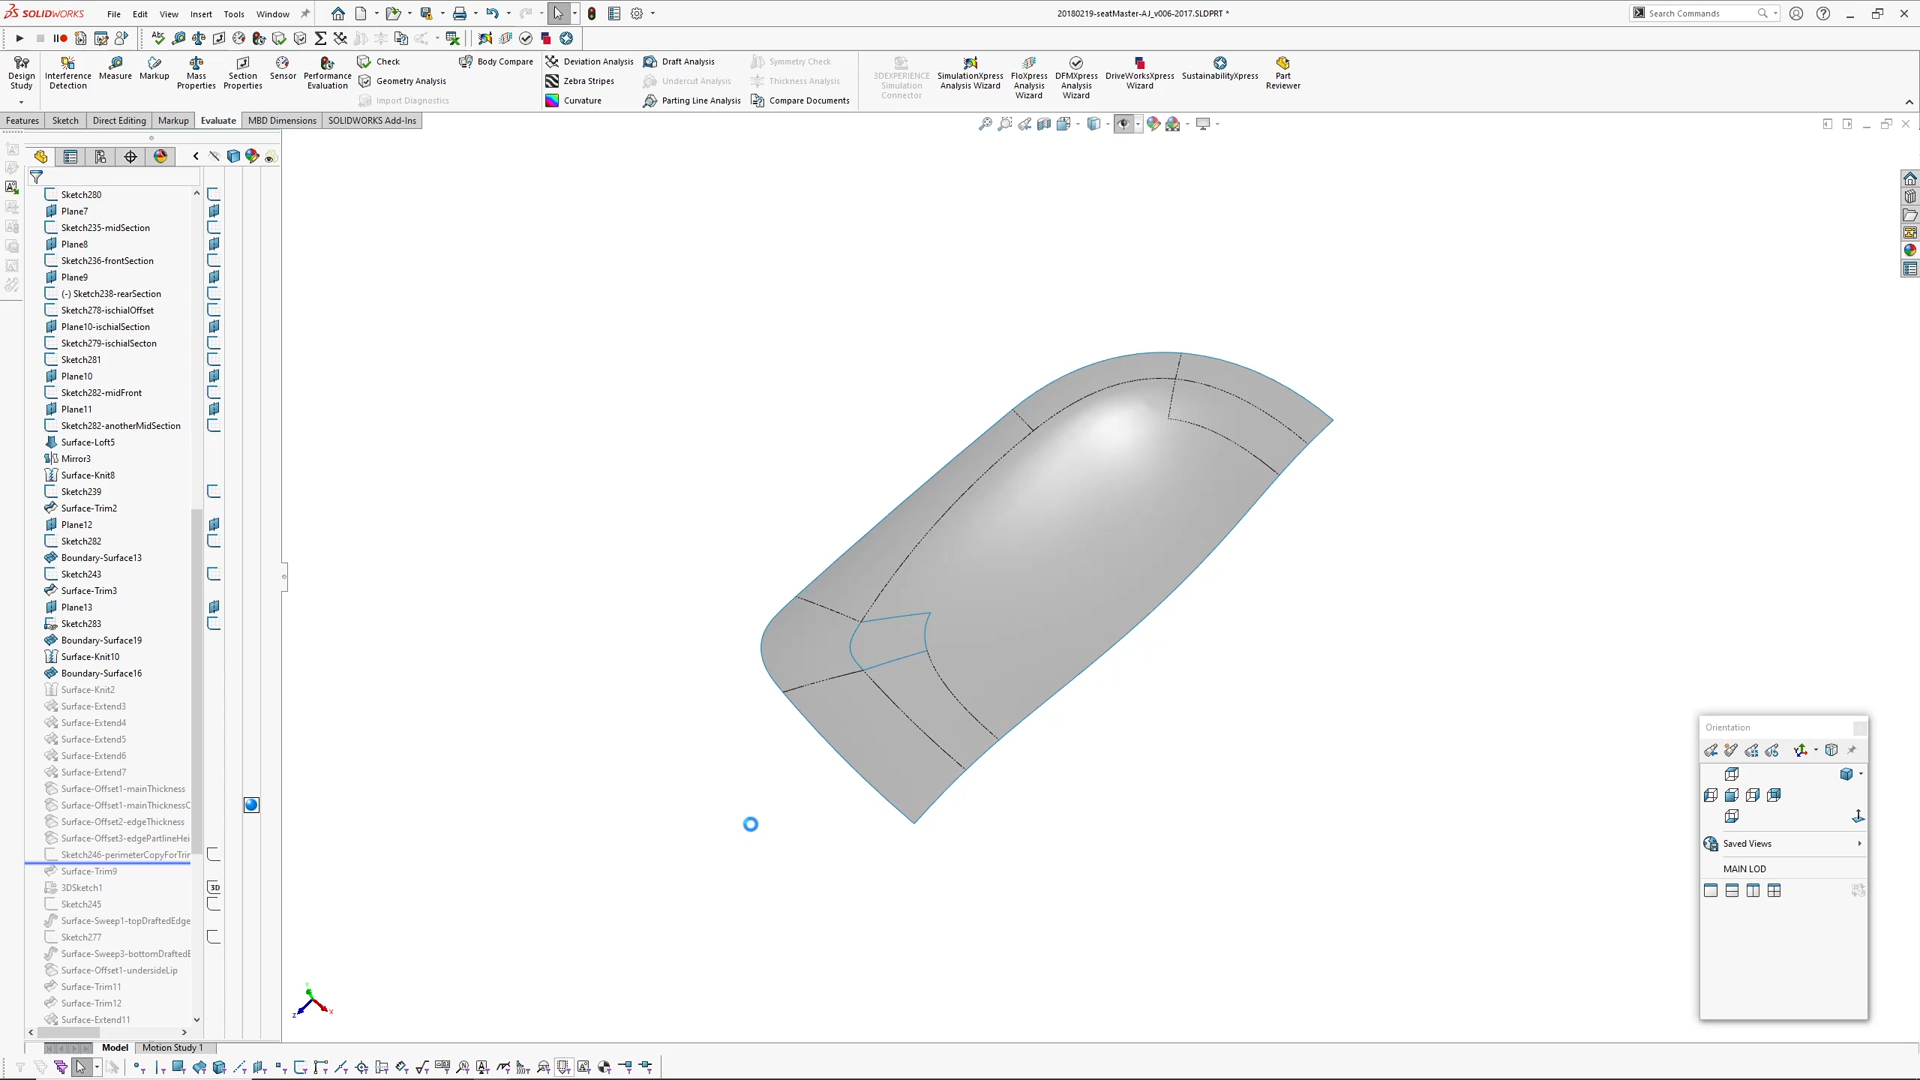 SOLIDWORKS File Edit View Insert Tools Window 20180219-seatMaster-AJ_v006-2017.SLDPRT * Search Commands
Design Study
Interference Detection
Measure
Markup
Mass Properties
Section Properties
Sensor
Performance Evaluation
Check
Geometry Analysis
Import Diagnostics
Body Compare
Deviation Analysis
Zebra Stripes
Curvature
Draft Analysis
Undercut Analysis
Parting Line Analysis
Symmetry Check
Thickness Analysis
Compare Documents
3DEXPERIENCE Simulation Connector
SimulationXpress Analysis Wizard
FloXpress Analysis Wizard
DFMXpress Analysis Wizard
DriveWorksXpress Wizard
SustainabilityXpress
Part Reviewer
Features Sketch Direct Editing Markup Evaluate MBD Dimensions SOLIDWORKS Add-Ins
Sketch280
Plane7
Sketch235-midSection
Plane8
Sketch236-frontSection
Plane9
(-) Sketch238-rearSection
Sketch278-ischialOffset
Plane10-ischialSection
Sketch279-ischialSecton
Sketch281
Plane10
Sketch282-midFront
Plane11
Sketch282-anotherMidSection
Surface-Loft5
Mirror3
Surface-Knit8
Sketch239
Surface-Trim2
Plane12
Sketch282
Boundary-Surface13
Sketch243
Surface-Trim3
Plane13
Sketch283
Boundary-Surface19
Surface-Knit10
Boundary-Surface16
Surface-Knit2
Surface-Extend3
Surface-Extend4
Surface-Extend5
Surface-Extend6
Surface-Extend7
Surface-Offset1-mainThickness
Surface-Offset1-mainThicknessC
Surface-Offset2-edgeThickness
Surface-Offset3-edgePartlineHei
Sketch246-perimeterCopyForTrir
Surface-Trim9
3DSketch1
3D
Sketch245
Surface-Sweep1-topDraftedEdge
Sketch277
Surface-Sweep3-bottomDraftedE
Surface-Offset1-undersideLip
Surface-Trim11
Surface-Trim12
Surface-Extend11
Orientation
Saved Views
MAIN LOD
Model Motion Study 1